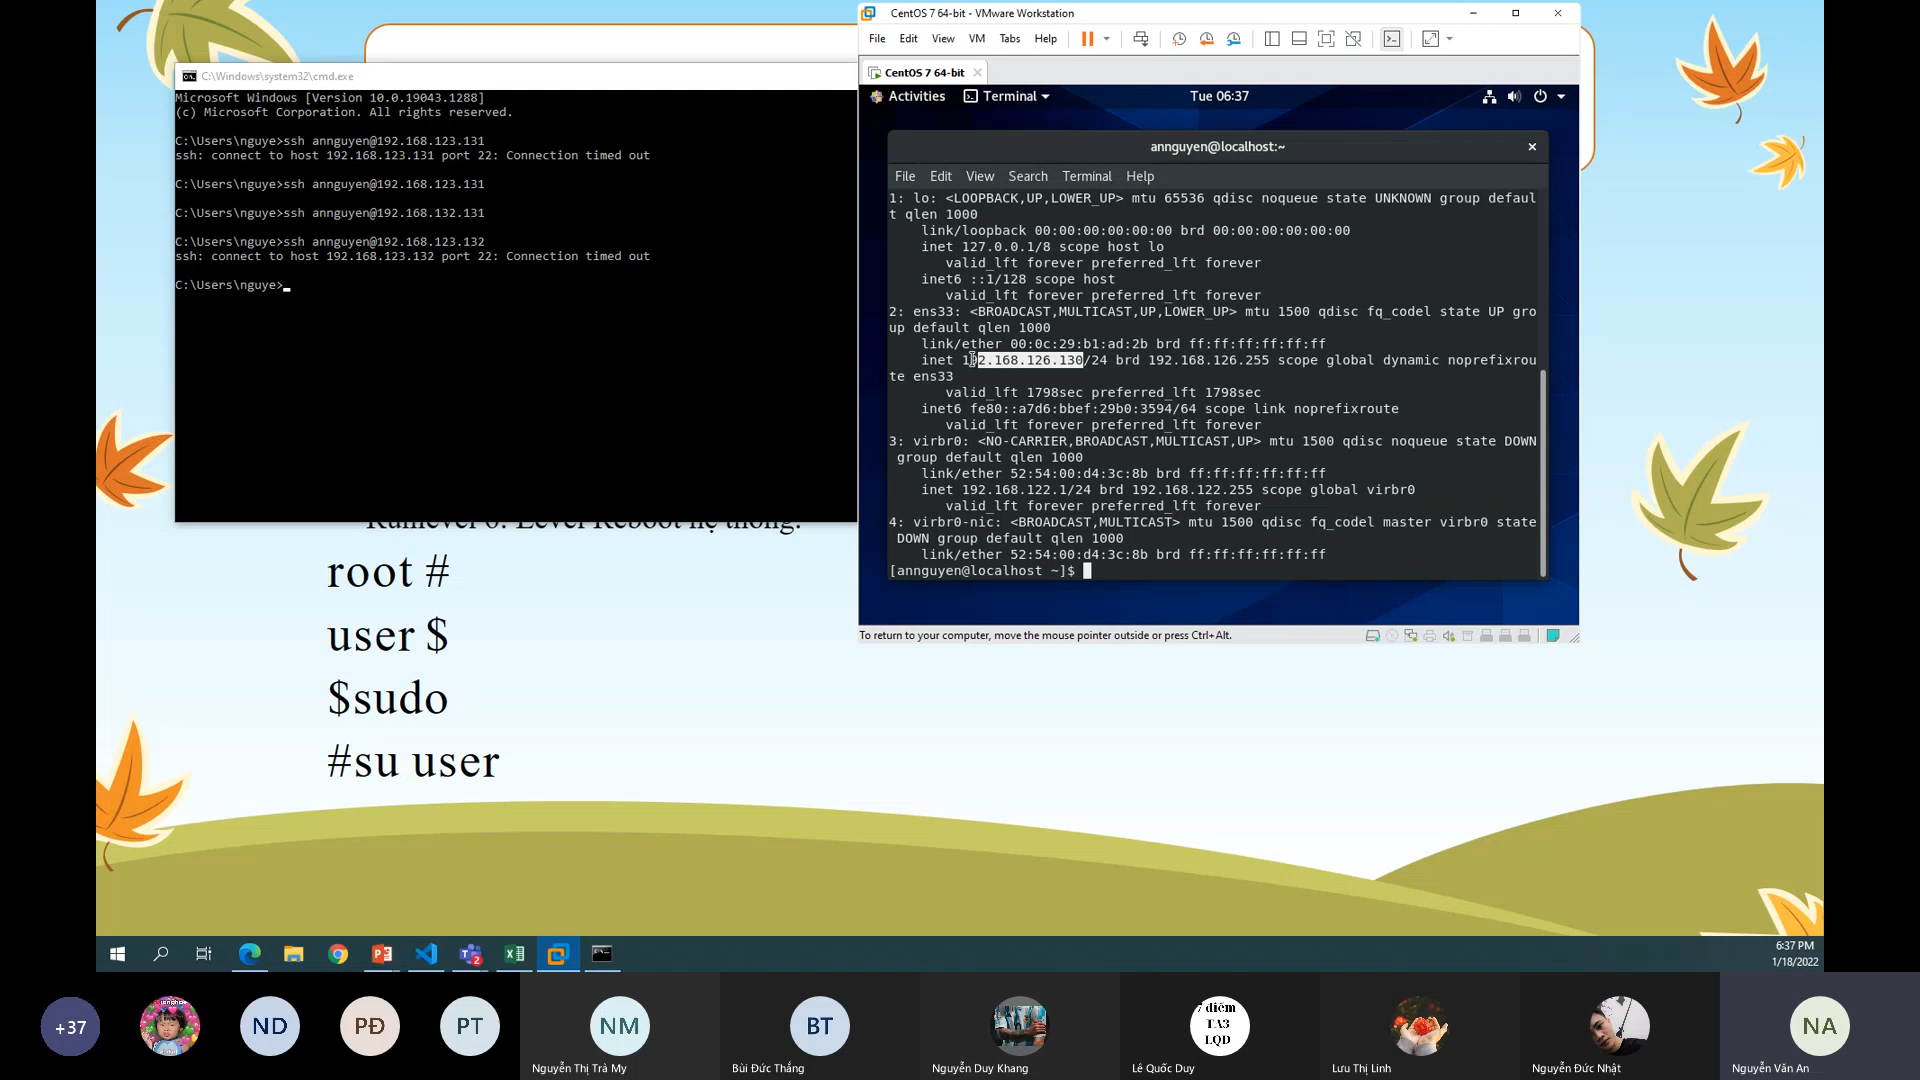 C:\Windows\system32\cmd.exe
Microsoft Windows [Version 10.0.19043.1288]
(c) Microsoft Corporation. All rights reserved.
C:\Users\nguye>ssh annguyen@192.168.123.131
ssh: connect to host 192.168.123.131 port 22: Connection timed out
C:\Users\nguye>ssh annguyen@192.168.123.131
C:\Users\nguye>ssh annguyen@192.168.132.131
C:\Users\nguye>ssh annguyen@192.168.123.132
ssh: connect to host 192.168.123.132 port 22: Connection timed out
C:\Users\nguye>
Runlevel 6: Level Reboot hệ thống.
root #
user $
$sudo
#su user
CentOS 7 64-bit - VMware Workstation
File Edit View VM Tabs Help
CentOS 7 64-bit
Activities Terminal Tue 06:37
annguyen@localhost:~
File Edit View Search Terminal Help
1: lo: <LOOPBACK,UP,LOWER_UP> mtu 65536 qdisc noqueue state UNKNOWN group defaul
t qlen 1000
link/loopback 00:00:00:00:00:00 brd 00:00:00:00:00:00
inet 127.0.0.1/8 scope host lo
valid_lft forever preferred_lft forever
inet6 ::1/128 scope host
valid_lft forever preferred_lft forever
2: ens33: <BROADCAST,MULTICAST,UP,LOWER_UP> mtu 1500 qdisc fq_codel state UP gro
up default qlen 1000
link/ether 00:0c:29:b1:ad:2b brd ff:ff:ff:ff:ff:ff
inet 192.168.126.130/24 brd 192.168.126.255 scope global dynamic noprefixrou
te ens33
valid_lft 1798sec preferred_lft 1798sec
inet6 fe80::a7d6:bbef:29b0:3594/64 scope link noprefixroute
valid_lft forever preferred_lft forever
3: virbr0: <NO-CARRIER,BROADCAST,MULTICAST,UP> mtu 1500 qdisc noqueue state DOWN
group default qlen 1000
link/ether 52:54:00:d4:3c:8b brd ff:ff:ff:ff:ff:ff
inet 192.168.122.1/24 brd 192.168.122.255 scope global virbr0
valid_lft forever preferred_lft forever
4: virbr0-nic: <BROADCAST,MULTICAST> mtu 1500 qdisc fq_codel master virbr0 state
DOWN group default qlen 1000
link/ether 52:54:00:d4:3c:8b brd ff:ff:ff:ff:ff:ff
[annguyen@localhost ~]$
To return to your computer, move the mouse pointer outside or press Ctrl+Alt.
6:37 PM
1/18/2022
+37
ND
PĐ
PT
NM
Nguyễn Thị Trà My
BT
Bùi Đức Thắng
Nguyễn Duy Khang
7 điểm
TA3
LQD
Lê Quốc Duy
Lưu Thị Linh
Nguyễn Đức Nhật
NA
Nguyễn Văn An